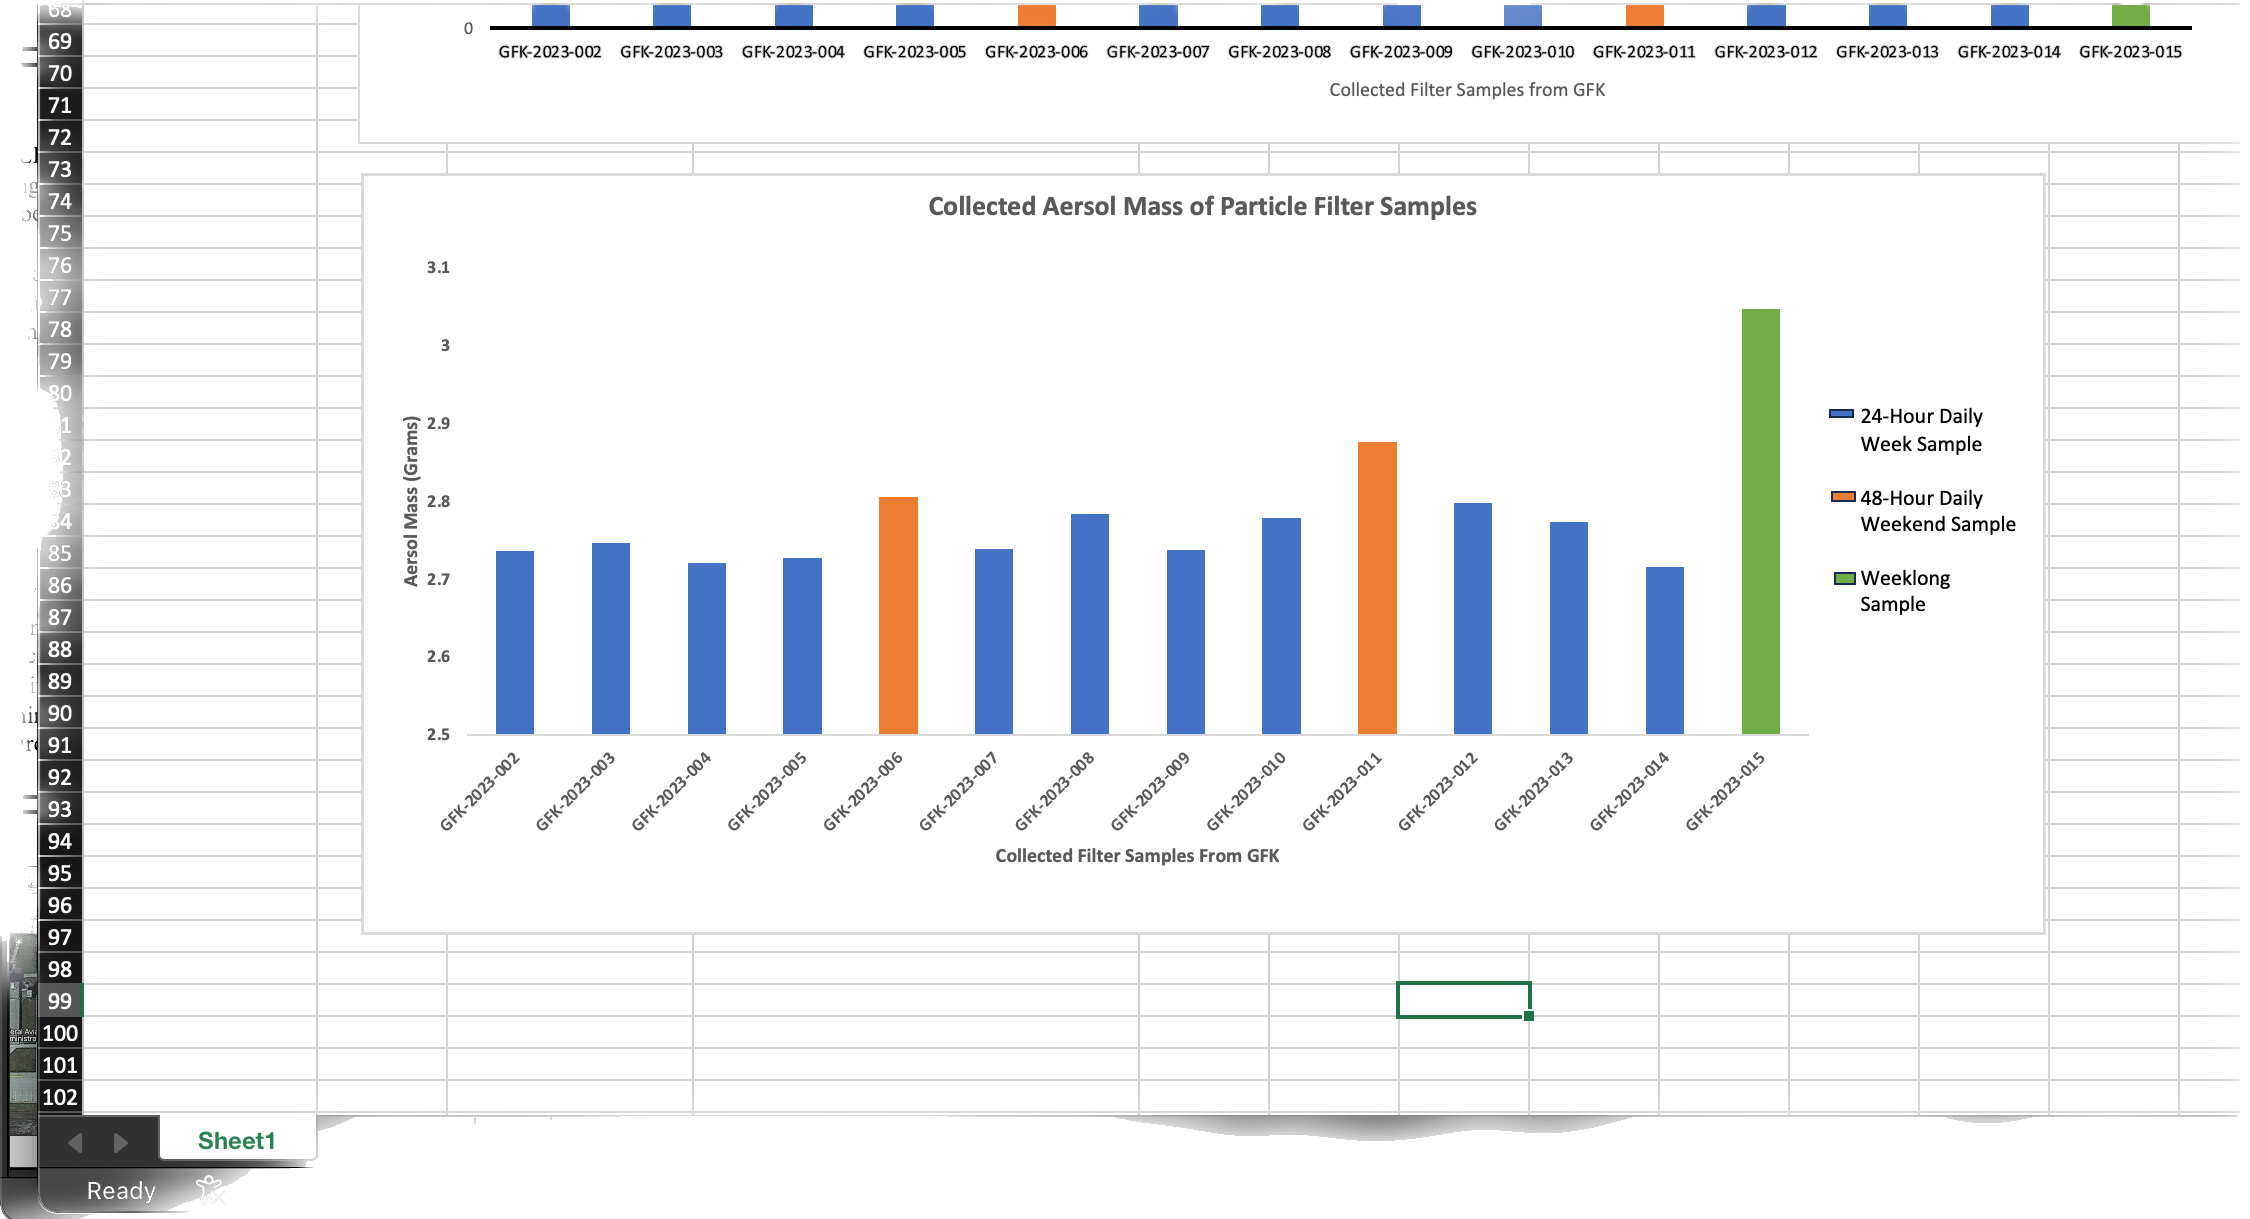 68
0
69
GFK-2023-002 GFK-2023-003 GFK-2023-004 GFK-2023-005 GFK-2023-006 GFK-2023-007 GFK-2023-008 GFK-2023-009 GFK-2023-010 GFK-2023-011 GFK-2023-012 GFK-2023-013 GFK-2023-014 GFK-2023-015
70
Collected Filter Samples from GFK
71
72
73
74
75
76
77
78
79
80
84
85
86
87
88
89
90
91
92
93
94
95
96
97
98
99
100
101
102
Collected Aersol Mass of Particle Filter Samples
Aersol Mass (Grams)
3.1
3
2.9
2.8
2.7
2.6
2.5
GFK-2023-002
GFK-2023-003
GFK-2023-004
GFK-2023-005
GFK-2023-006
GFK-2023-007
GFK-2023-008
GFK-2023-009
GFK-2023-010
GFK-2023-011
GFK-2023-012
GFK-2023-013
GFK-2023-014
GFK-2023-015
Collected Filter Samples From GFK
24-Hour Daily
Week Sample
48-Hour Daily
Weekend Sample
Weeklong
Sample
Sheet1
Ready